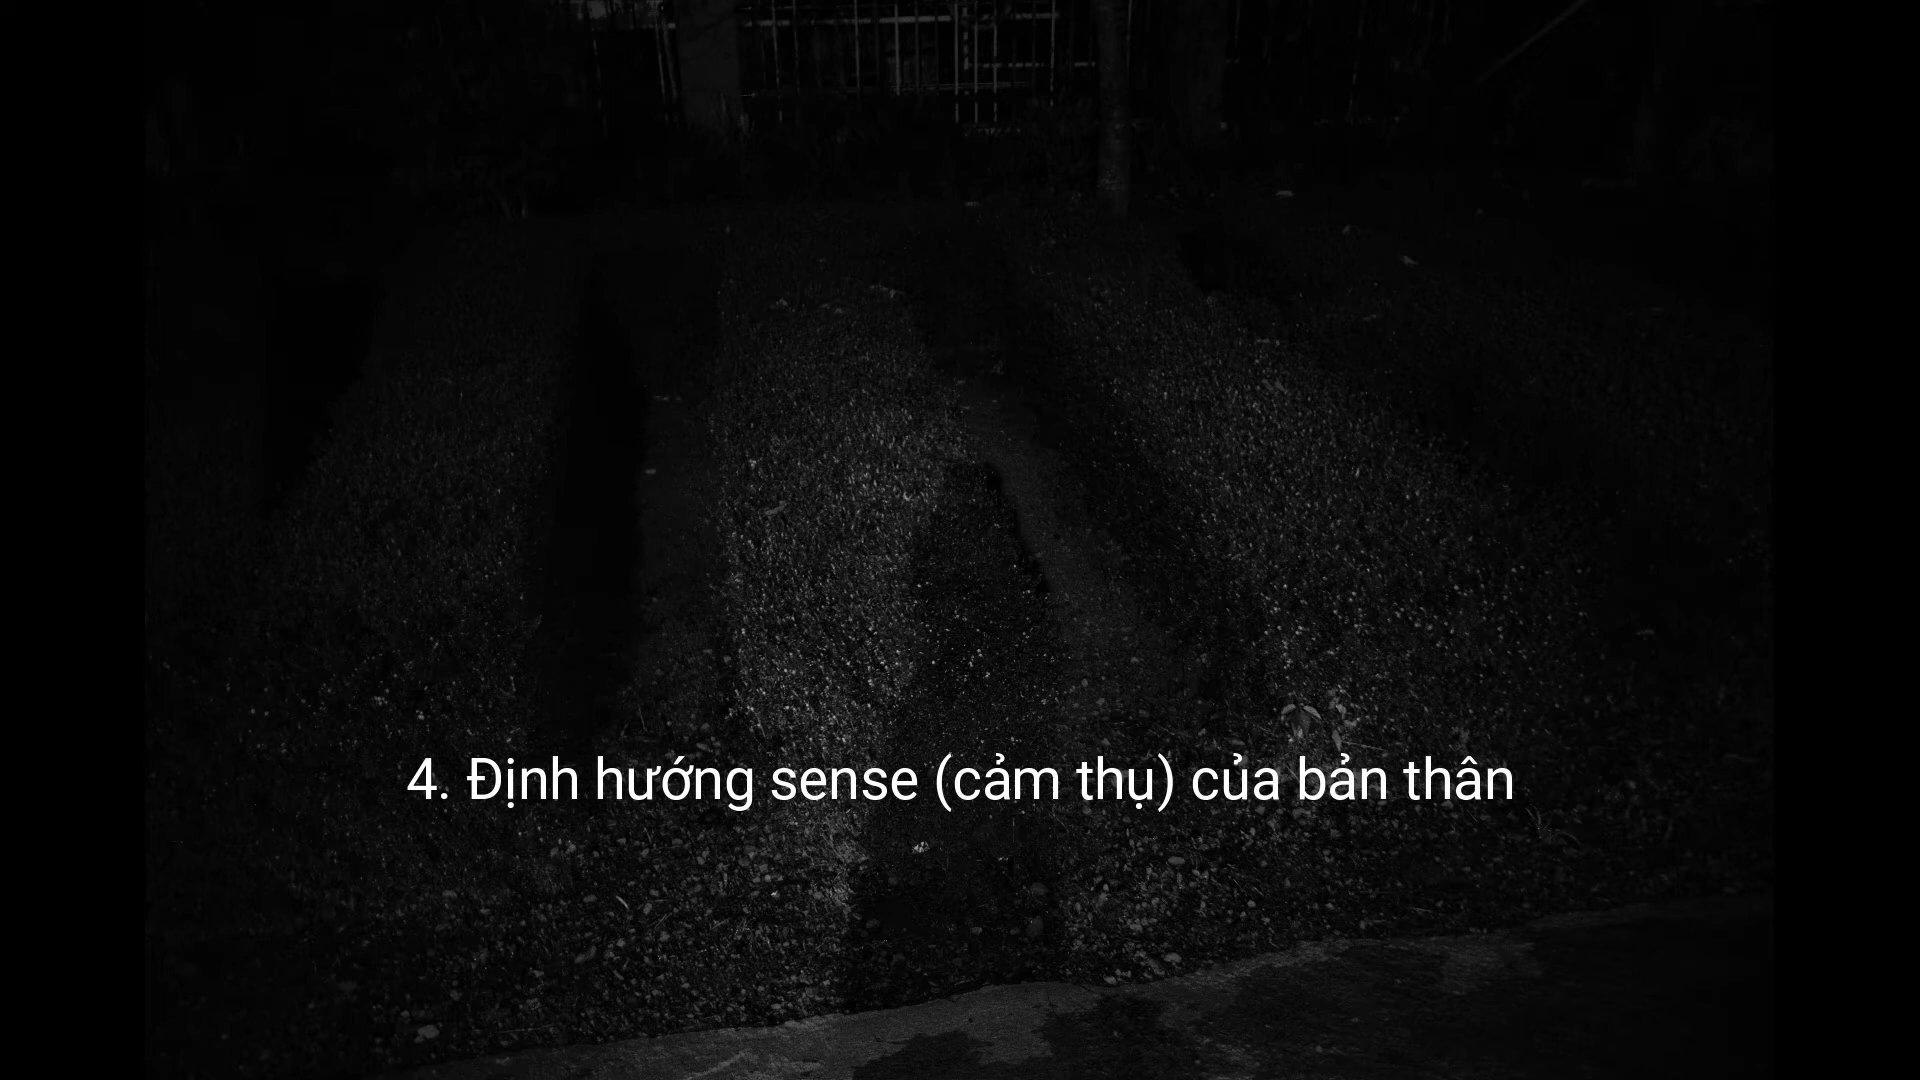 4. Định hướng sense (cảm thụ) của bản thân